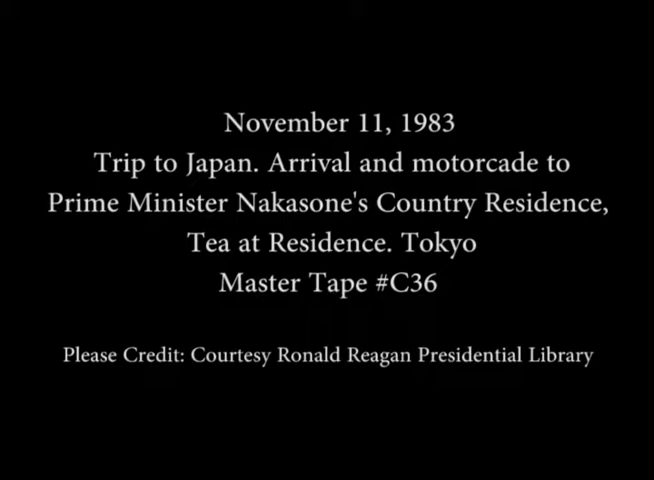 November 11, 1983
Trip to Japan. Arrival and motorcade to
Prime Minister Nakasone's Country Residence,
Tea at Residence. Tokyo
Master Tape #C36
Please Credit: Courtesy Ronald Reagan Presidential Library